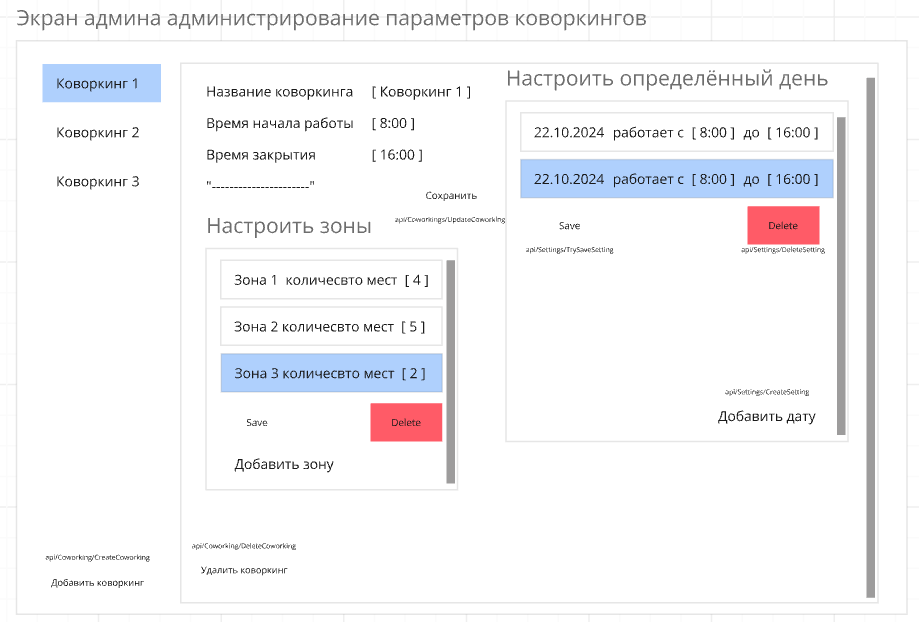 Экран админа администрирование параметров коворкингов
Коворкинг 1
Коворкинг 2
Коворкинг 3
api/Coworking/CreateCoworking
Добавить коворкинг
Название коворкинга [ Коворкинг 1 ]
Время начала работы [ 8:00 ]
Время закрытия [ 16:00 ]
"----------------------"
Сохранить
api/Coworkings/UpdateCoworking
Настроить зоны
Зона 1 количесвто мест [ 4 ]
Зона 2 количесвто мест [ 5 ]
Зона 3 количесвто мест [ 2 ]
Save
Delete
Добавить зону
api/Coworking/DeleteCoworking
Удалить коворкинг
Настроить определённый день
22.10.2024 работает с [ 8:00 ] до [ 16:00 ]
22.10.2024 работает с [ 8:00 ] до [ 16:00 ]
Save
Delete
api/Settings/TrySaveSetting
api/Settings/DeleteSetting
api/Settings/CreateSetting
Добавить дату